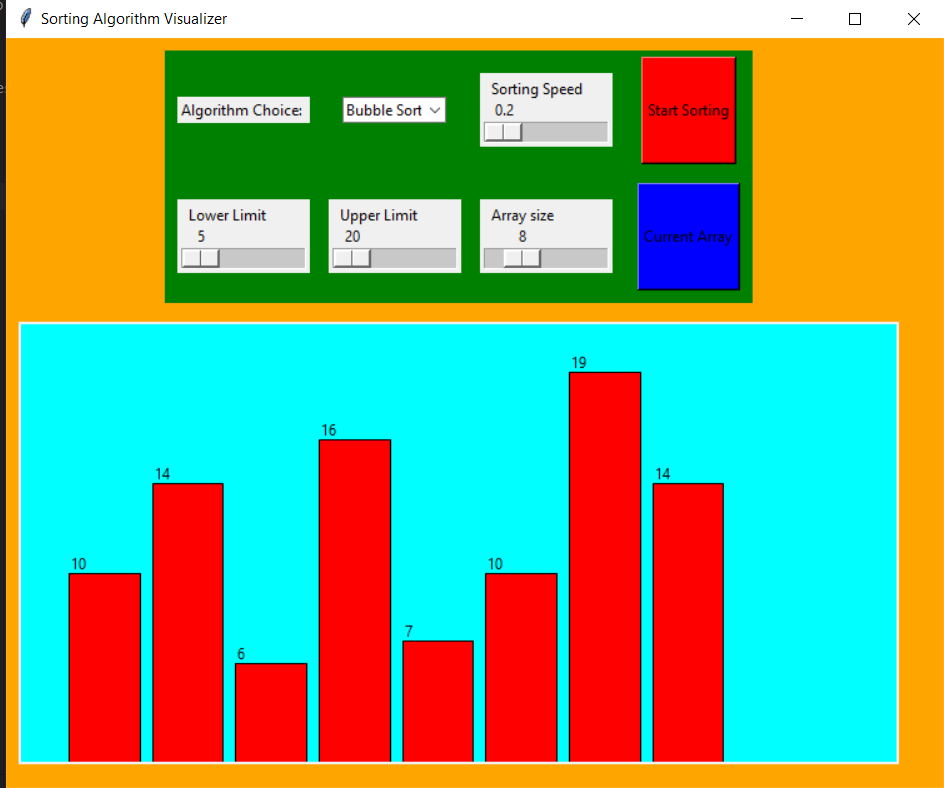 Sorting Algorithm Visualizer
Algorithm Choice:
Bubble Sort
Sorting Speed
0.2
Start Sorting
Lower Limit
5
Upper Limit
20
Array size
8
Current Array
19
16
14
14
10
10
7
6